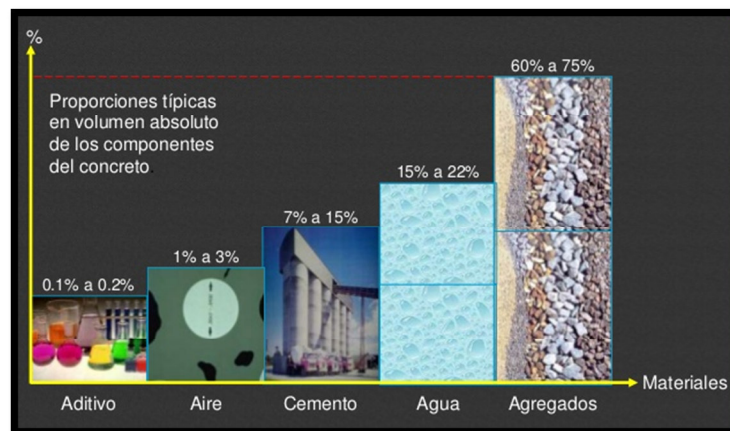 %
60% a 75%
Proporciones típicas
en volumen absoluto
de los componentes
del concreto.
15% a 22%
7% a 15%
1% a 3%
0.1% a 0.2%
Materiales
Aditivo Aire Cemento Agua Agregados